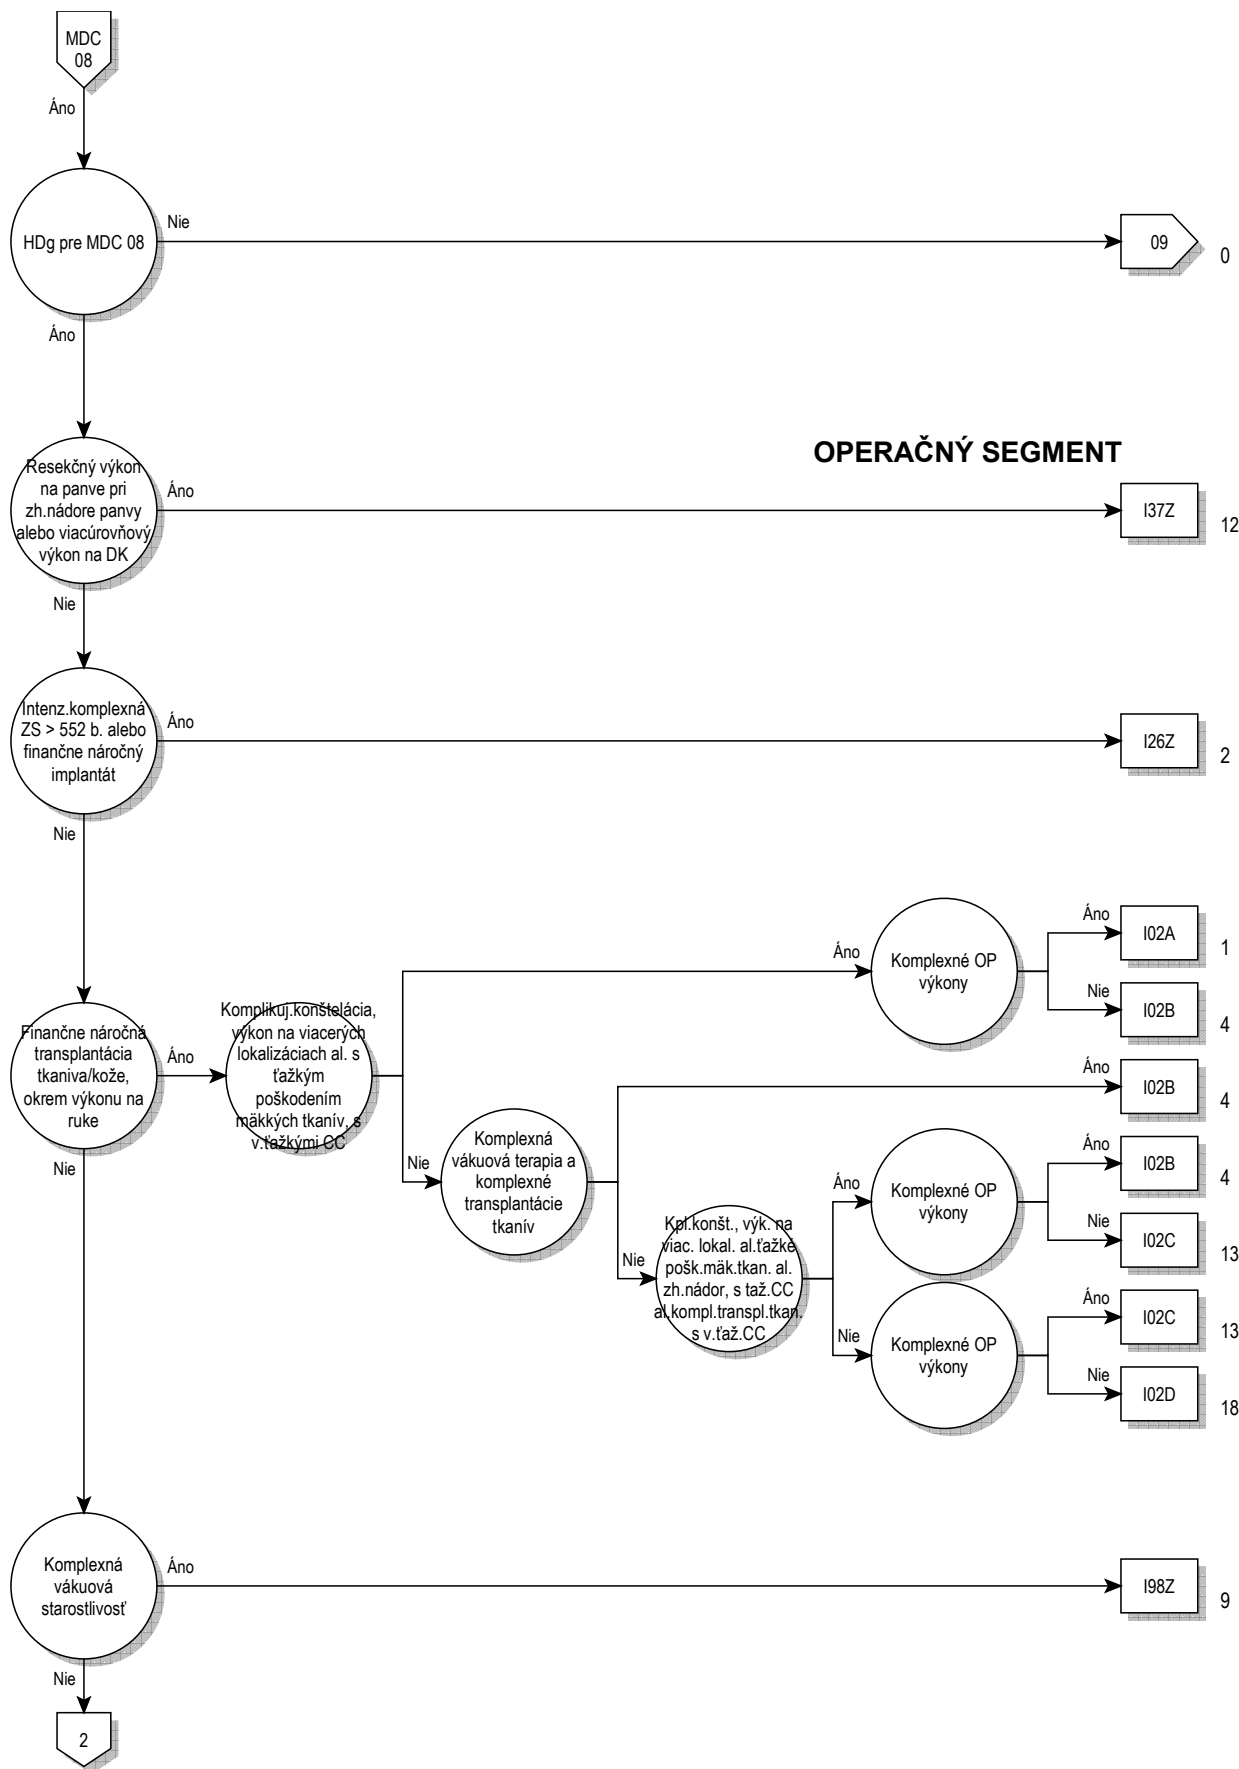 MDC
08
Áno
HDg pre MDC 08
Nie
09
0
Áno
OPERAČNÝ SEGMENT
Resekčný výkon
na panve pri
zh.nádore panvy
alebo viacúrovňový
výkon na DK
Áno
I37Z
12
Nie
Intenz.komplexná
ZS > 552 b. alebo
finančne náročný
implantát
Áno
I26Z
2
Nie
Finančne náročná
transplantácia
tkaniva/kože,
okrem výkonu na
ruke
Áno
Komplikuj.konštelácia,
výkon na viacerých
lokalizáciach al. s
ťažkým
poškodením
mäkkých tkanív, s
v.ťažkými CC
Áno
Komplexné OP
výkony
Áno
I02A
1
Nie
I02B
4
Nie
Komplexná
vákuová terapia a
komplexné
transplantácie
tkanív
Áno
I02B
4
Nie
Kpl.konšt., výk. na
viac. lokal. al.ťažké
pošk.mäk.tkan. al.
zh.nádor, s taž.CC
al.kompl.transpl.tkan.
s v.ťaž.CC
Áno
Komplexné OP
výkony
Áno
I02B
4
Nie
I02C
13
Nie
Komplexné OP
výkony
Áno
I02C
13
Nie
I02D
18
Nie
Komplexná
vákuová
starostlivosť
Áno
I98Z
9
Nie
2